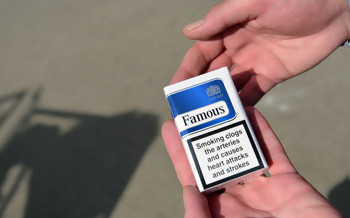 Famous
Smoking clogs
the arteries
and causes
heart attacks
and strokes